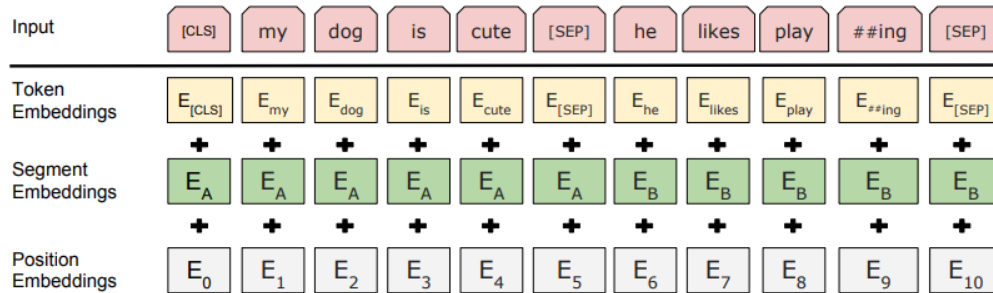 Input [CLS] my dog is cute [SEP] he likes play ##ing [SEP]
Token Embeddings E[CLS] Emy Edog Eis Ecute E[SEP] Ehe Elikes Eplay E##ing E[SEP]
+ + + + + + + + + + +
Segment Embeddings EA EA EA EA EA EA EB EB EB EB EB
+ + + + + + + + + + +
Position Embeddings E0 E1 E2 E3 E4 E5 E6 E7 E8 E9 E10